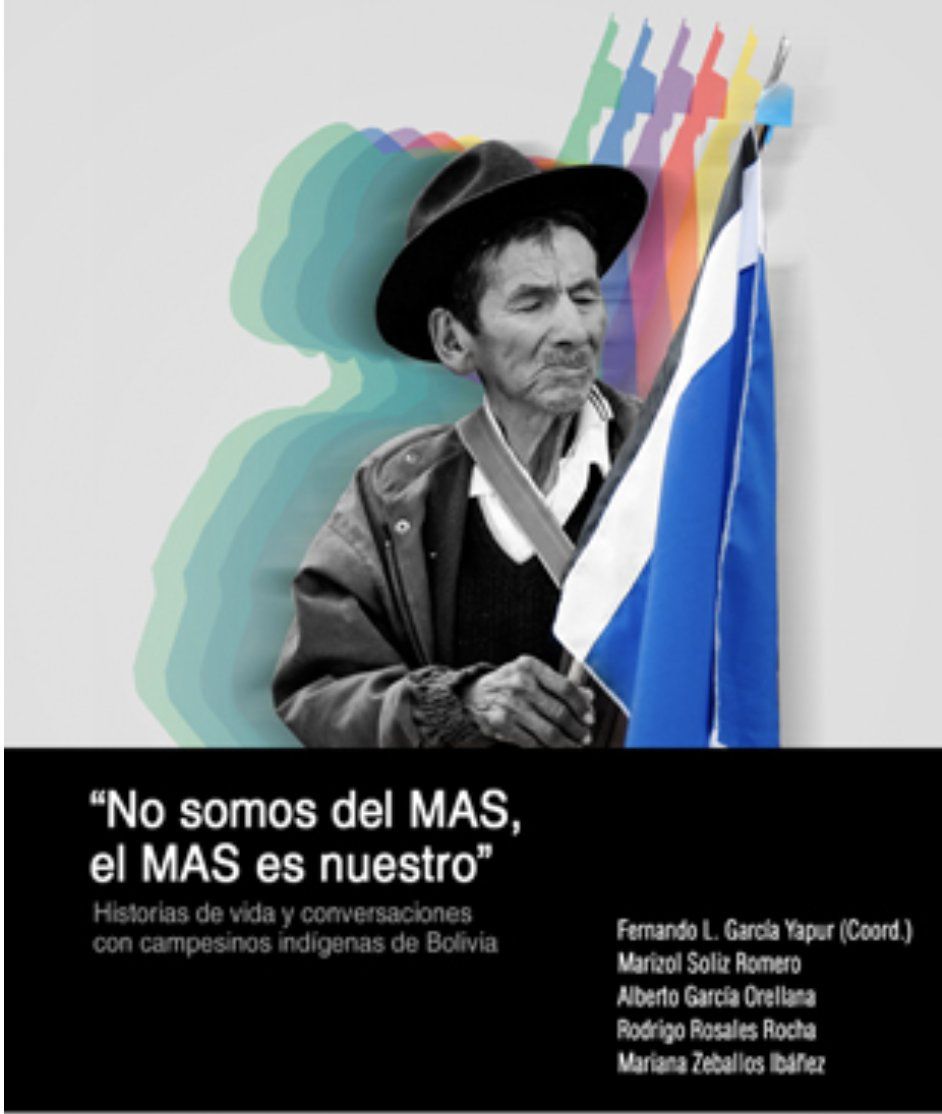 “No somos del MAS,
el MAS es nuestro”
Historias de vida y conversaciones
con campesinos indígenas de Bolivia
Fernando L. García Yapur (Coord.)
Marizol Soliz Romero
Alberto García Orellana
Rodrigo Rosales Rocha
Mariana Zeballos Ibáñez